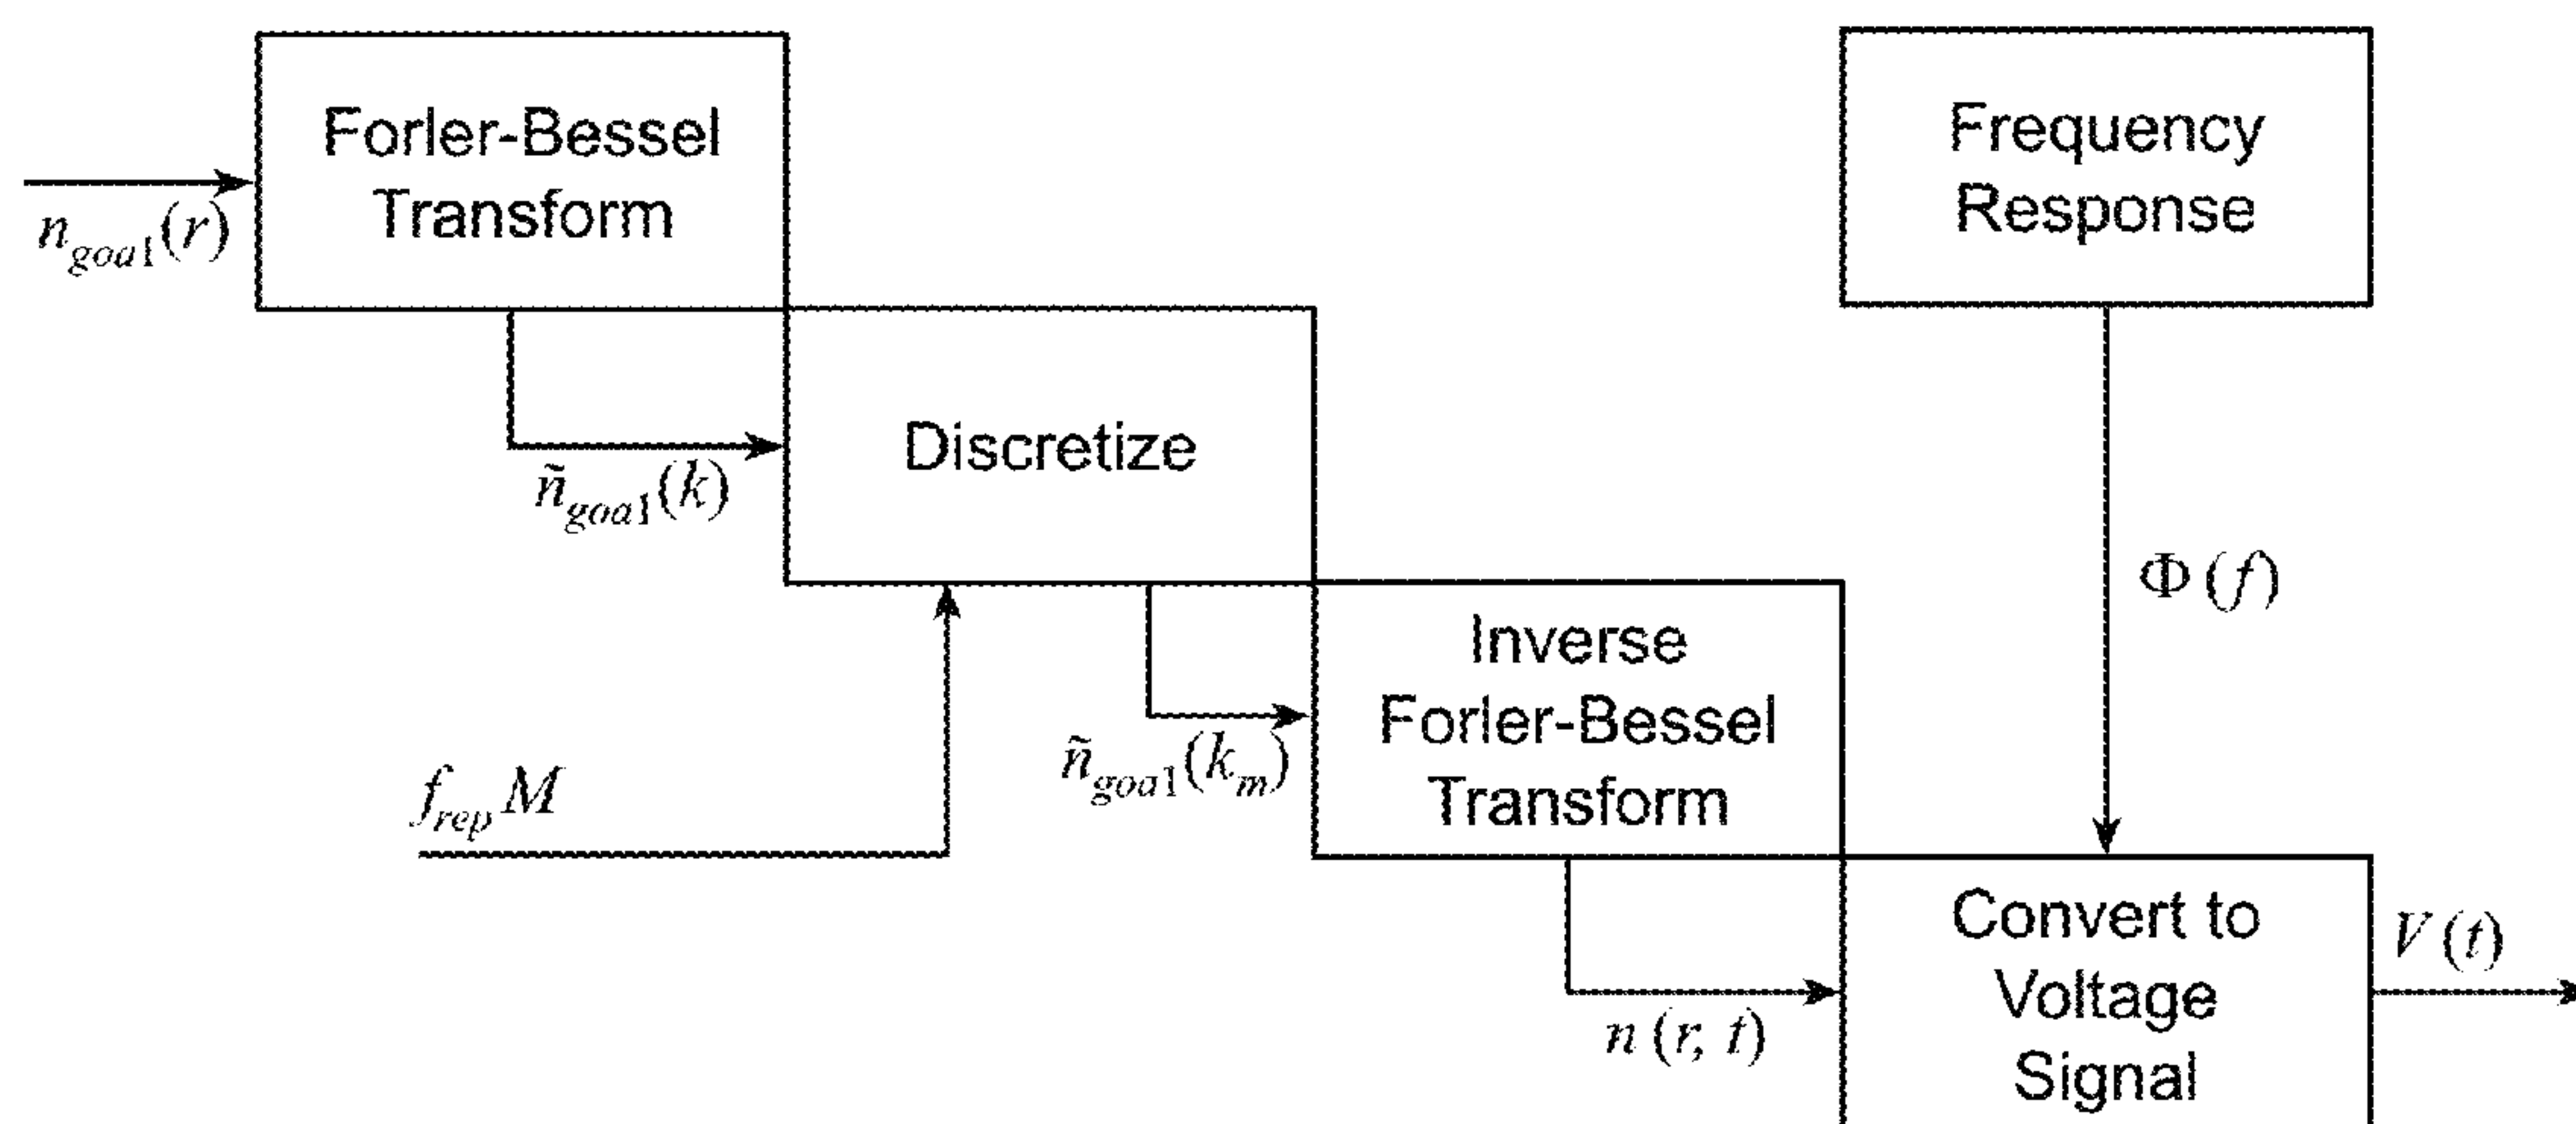 Forler-Bessel
Transform
Frequency
Response
n_goal(r)
Discretize
ñ_goal(k)
Φ (f)
Inverse
Forler-Bessel
Transform
ñ_goal(k_m)
f_rep M
Convert to
Voltage
Signal
V (t)
n (r, t)